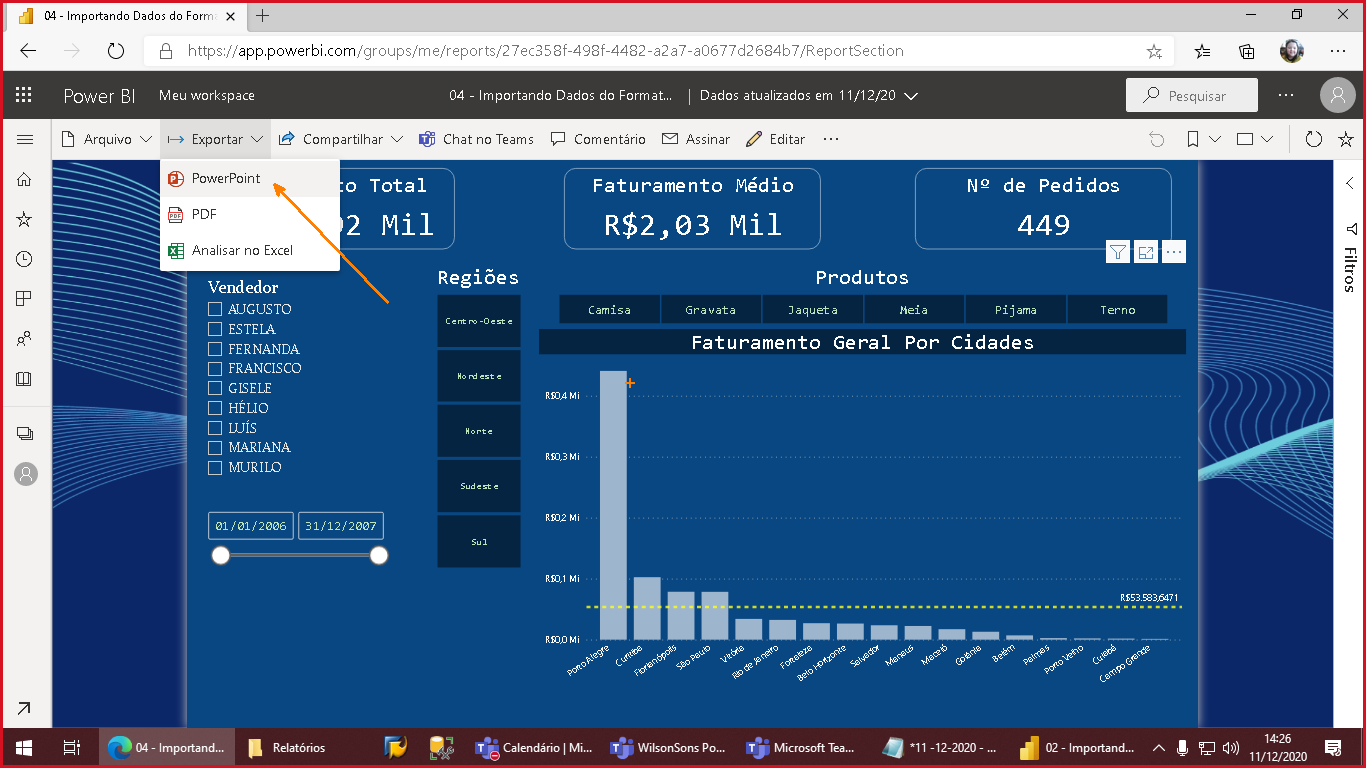 04 - Importando Dados do Forma
https://app.powerbi.com/groups/me/reports/27ec358f-498f-4482-a2a7-a0677d2684b7/ReportSection
Power BI Meu workspace 04 - Importando Dados do Format... | Dados atualizados em 11/12/20 Pesquisar
Arquivo Exportar Compartilhar Chat no Teams Comentário Assinar Editar
PowerPoint
PDF
Analisar no Excel
Total
02 Mil
Faturamento Médio
R$2,03 Mil
Nº de Pedidos
449
Filtros
Vendedor
AUGUSTO
ESTELA
FERNANDA
FRANCISCO
GISELE
HÉLIO
LUÍS
MARIANA
MURILO
01/01/2006 31/12/2007
Regiões
Centro-Oeste
Nordeste
Norte
Sudeste
Sul
Produtos
Camisa Gravata Jaqueta Meia Pijama Terno
Faturamento Geral Por Cidades
R$0,4 Mi
R$0,3 Mi
R$0,2 Mi
R$0,1 Mi
R$0,0 Mi
R$53.583,6471
Porto Alegre Curitiba Florianópolis São Paulo Vitória Rio de Janeiro Fortaleza Belo Horizonte Salvador Manaus Maceió Goiânia Belém Palmas Porto Velho Cuiabá Campo Grande
04 - Importand... Relatórios Calendário | Mi... WilsonSons Po... Microsoft Tea... *11 -12-2020 - ... 02 - Importand...
14:26
11/12/2020